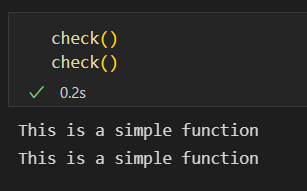 check()
check()
0.2s
This is a simple function
This is a simple function